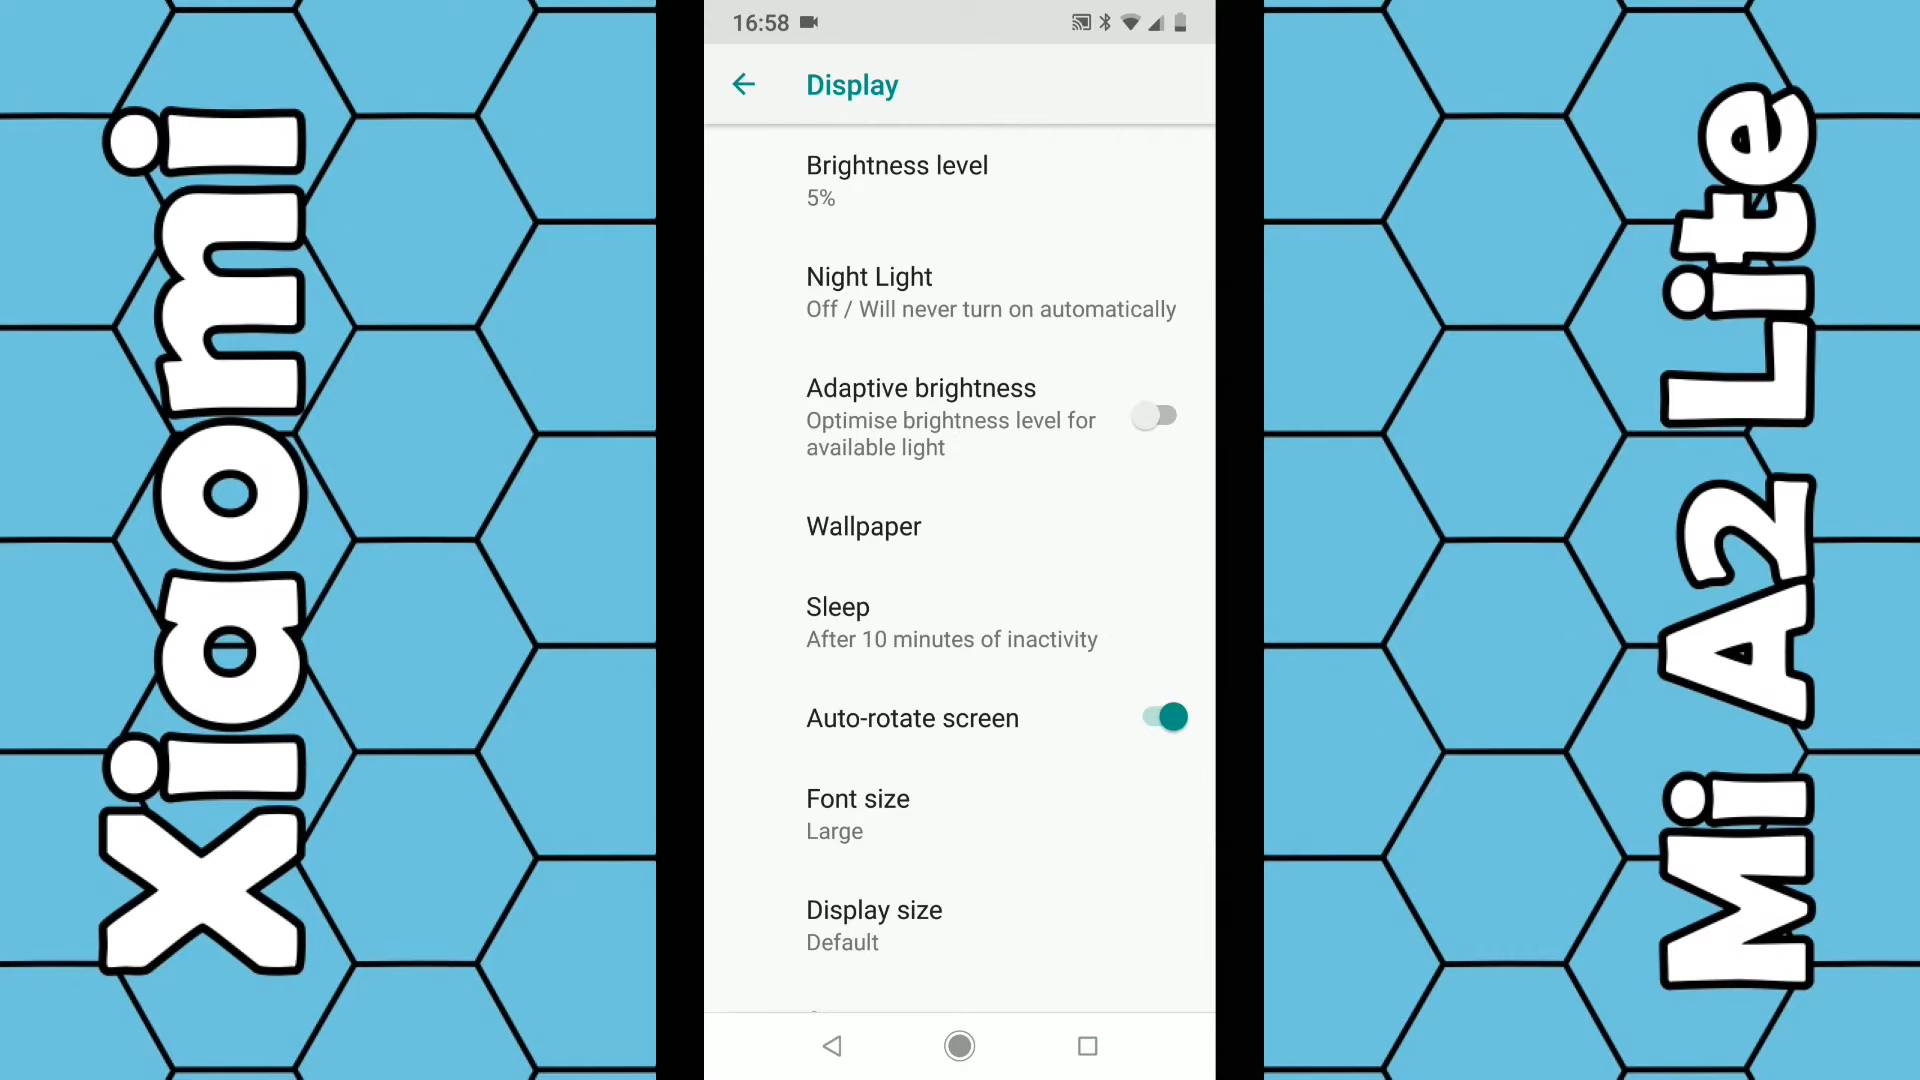 Xiaomi
16:58
Display
Brightness level
5%
Night Light
Off / Will never turn on automatically
Adaptive brightness
Optimise brightness level for
available light
Wallpaper
Sleep
After 10 minutes of inactivity
Auto-rotate screen
Font size
Large
Display size
Default
Mi A2 Lite